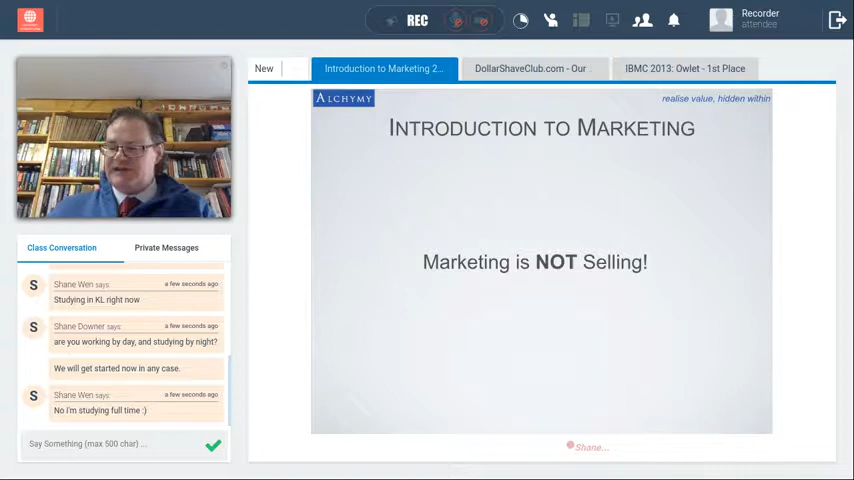 REC
Recorder
attendee
New
Introduction to Marketing 2...
DollarShaveClub.com - Our ...
IBMC 2013: Owlet - 1st Place
ALCHYMY
realise value, hidden within
INTRODUCTION TO MARKETING
Marketing is NOT Selling!
Shane...
Class Conversation
Private Messages
S
Shane Wen says:
a few seconds ago
Studying in KL right now
S
Shane Downer says:
a few seconds ago
are you working by day, and studying by night?
We will get started now in any case.
S
Shane Wen says:
a few seconds ago
No i'm studying full time :)
Say Something (max 500 char) ...